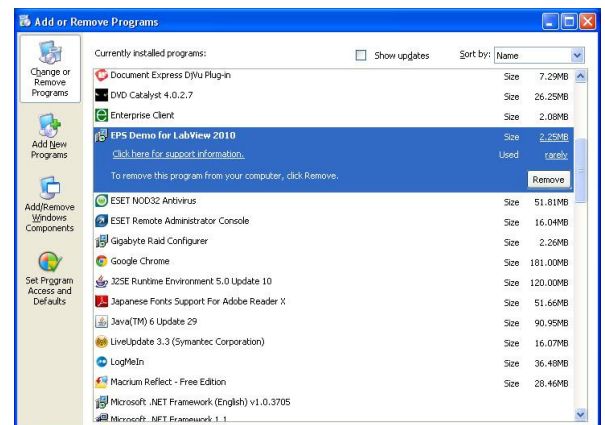 Add or Remove Programs
Currently installed programs:
Show updates
Sort by: Name
Change or
Remove
Programs
Add New
Programs
Add/Remove
Windows
Components
Set Program
Access and
Defaults
Document Express DjVu Plug-in Size 7.29MB
DVD Catalyst 4.0.2.7 Size 26.25MB
Enterprise Client Size 2.08MB
EPS Demo for LabView 2010 Size 2.25MB
Click here for support information. Used rarely
To remove this program from your computer, click Remove. Remove
ESET NOD32 Antivirus Size 51.81MB
ESET Remote Administrator Console Size 16.04MB
Gigabyte Raid Configurer Size 2.26MB
Google Chrome Size 181.00MB
J2SE Runtime Environment 5.0 Update 10 Size 120.00MB
Japanese Fonts Support For Adobe Reader X Size 51.66MB
Java(TM) 6 Update 29 Size 90.95MB
LiveUpdate 3.3 (Symantec Corporation) Size 16.07MB
LogMeIn Size 36.48MB
Macrium Reflect - Free Edition Size 28.46MB
Microsoft .NET Framework (English) v1.0.3705
Microsoft .NET Framework 1.1